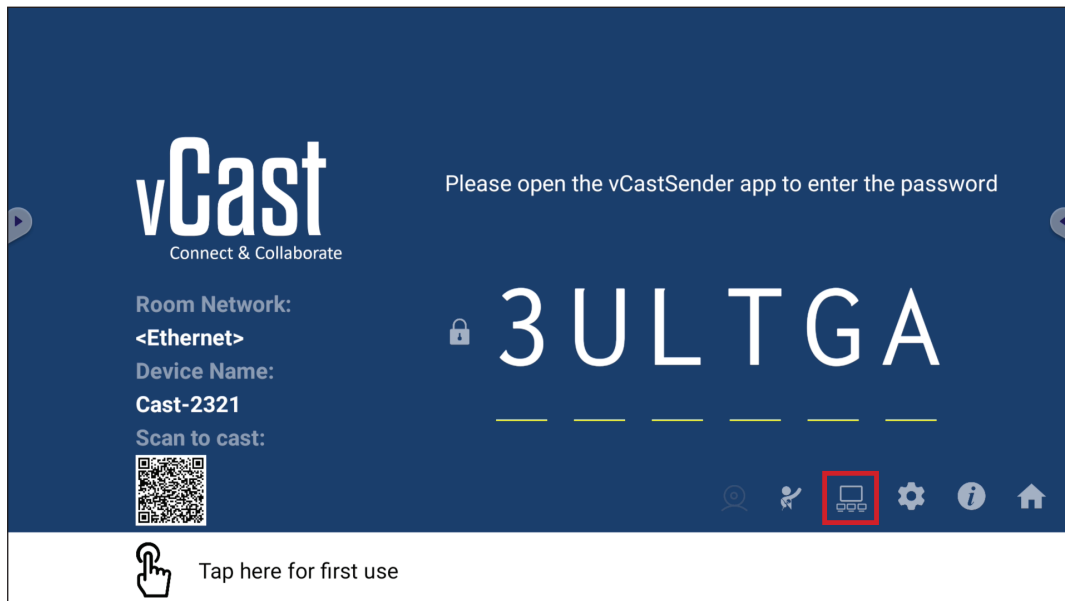 vCast
Connect & Collaborate
Please open the vCastSender app to enter the password
Room Network:
<Ethernet>
Device Name:
Cast-2321
Scan to cast:
3ULTGA
Tap here for first use